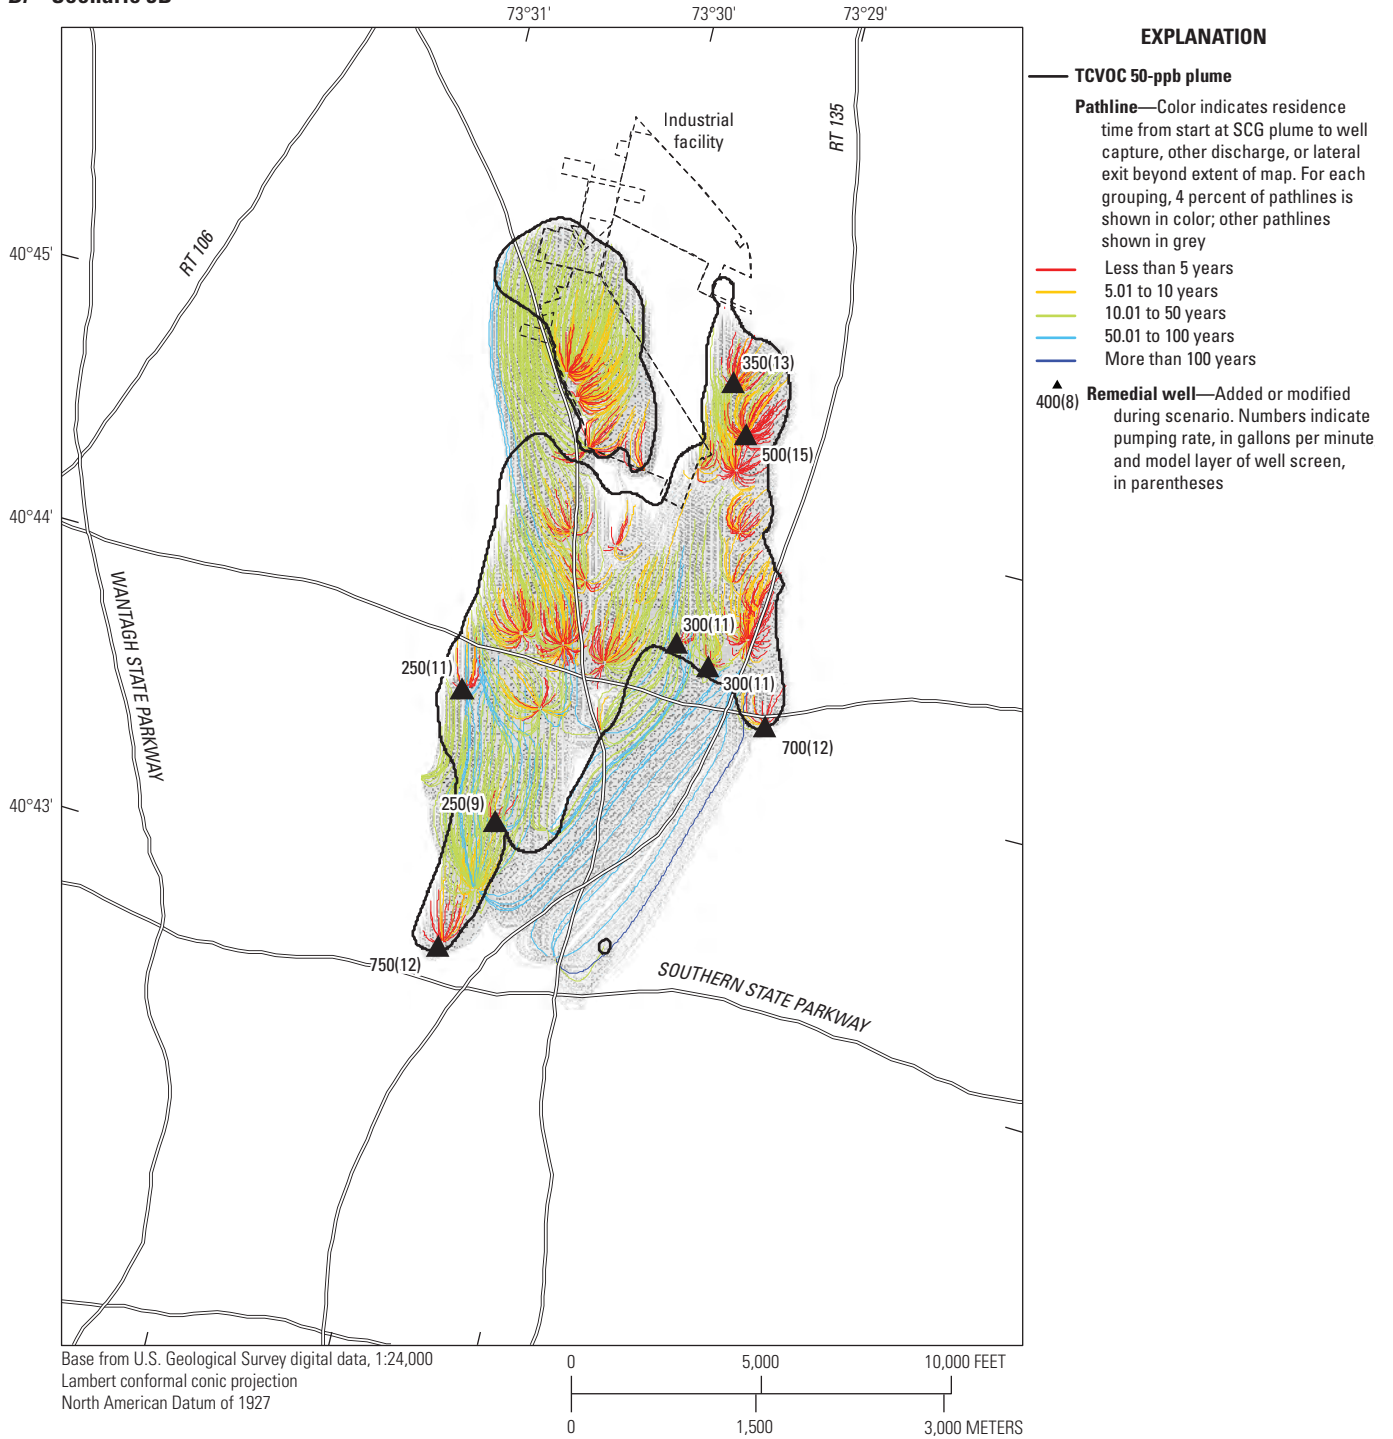 73°31' 73°30' 73°29'
EXPLANATION
TCVOC 50-ppb plume
Pathline—Color indicates residence
time from start at SCG plume to well
capture, other discharge, or lateral
exit beyond extent of map. For each
grouping, 4 percent of pathlines is
shown in color; other pathlines
shown in grey
Less than 5 years
5.01 to 10 years
10.01 to 50 years
50.01 to 100 years
More than 100 years
400(8) Remedial well—Added or modified
during scenario. Numbers indicate
pumping rate, in gallons per minute
and model layer of well screen,
in parentheses
Industrial
facility
RT 135
RT 106
40°45'
350(13)
500(15)
40°44'
WANTAGH STATE PARKWAY
300(11)
250(11)
300(11)
700(12)
40°43'
250(9)
750(12)
SOUTHERN STATE PARKWAY
Base from U.S. Geological Survey digital data, 1:24,000
Lambert conformal conic projection
North American Datum of 1927
0 5,000 10,000 FEET
0 1,500 3,000 METERS